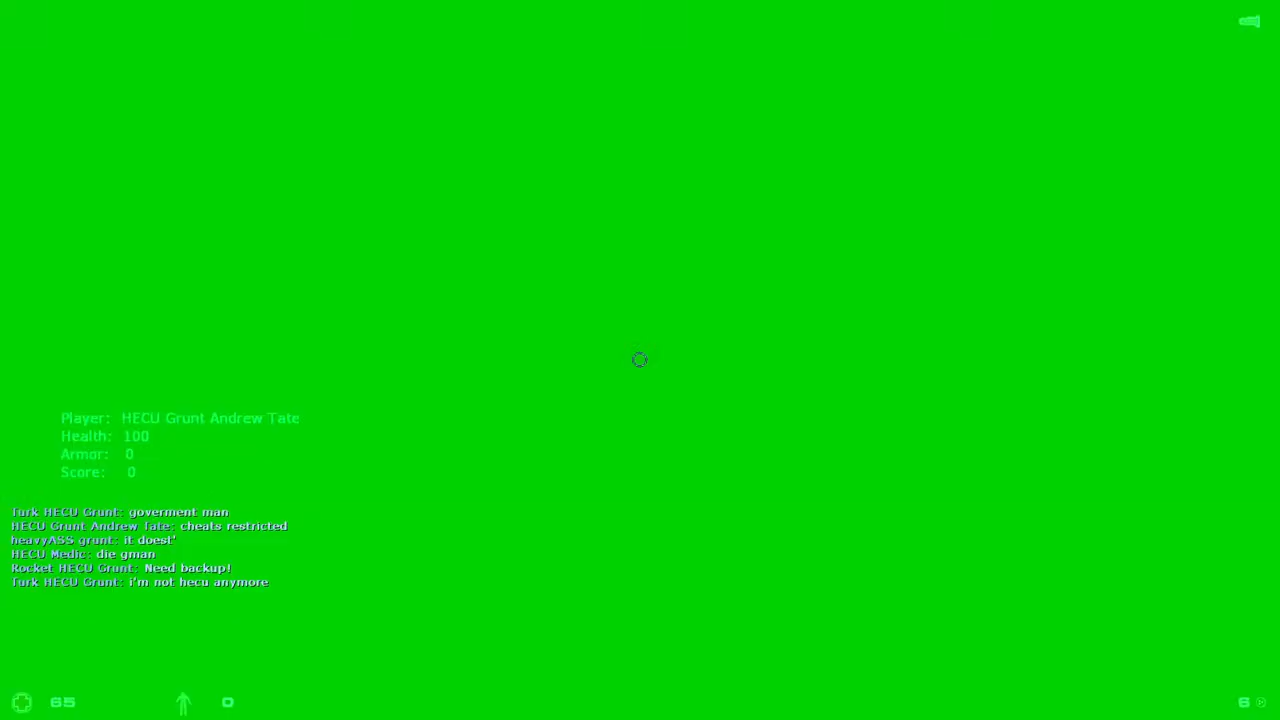 Player: HECU Grunt Andrew Tate
Health: 100
Armor: 0
Score: 0
Turk HECU Grunt: goverment man
HECU Grunt Andrew Tate: cheats restricted
heavyASS grunt: it doest'
HECU Medic: die gman
Rocket HECU Grunt: Need backup!
Turk HECU Grunt: i'm not hecu anymore
65 0 6